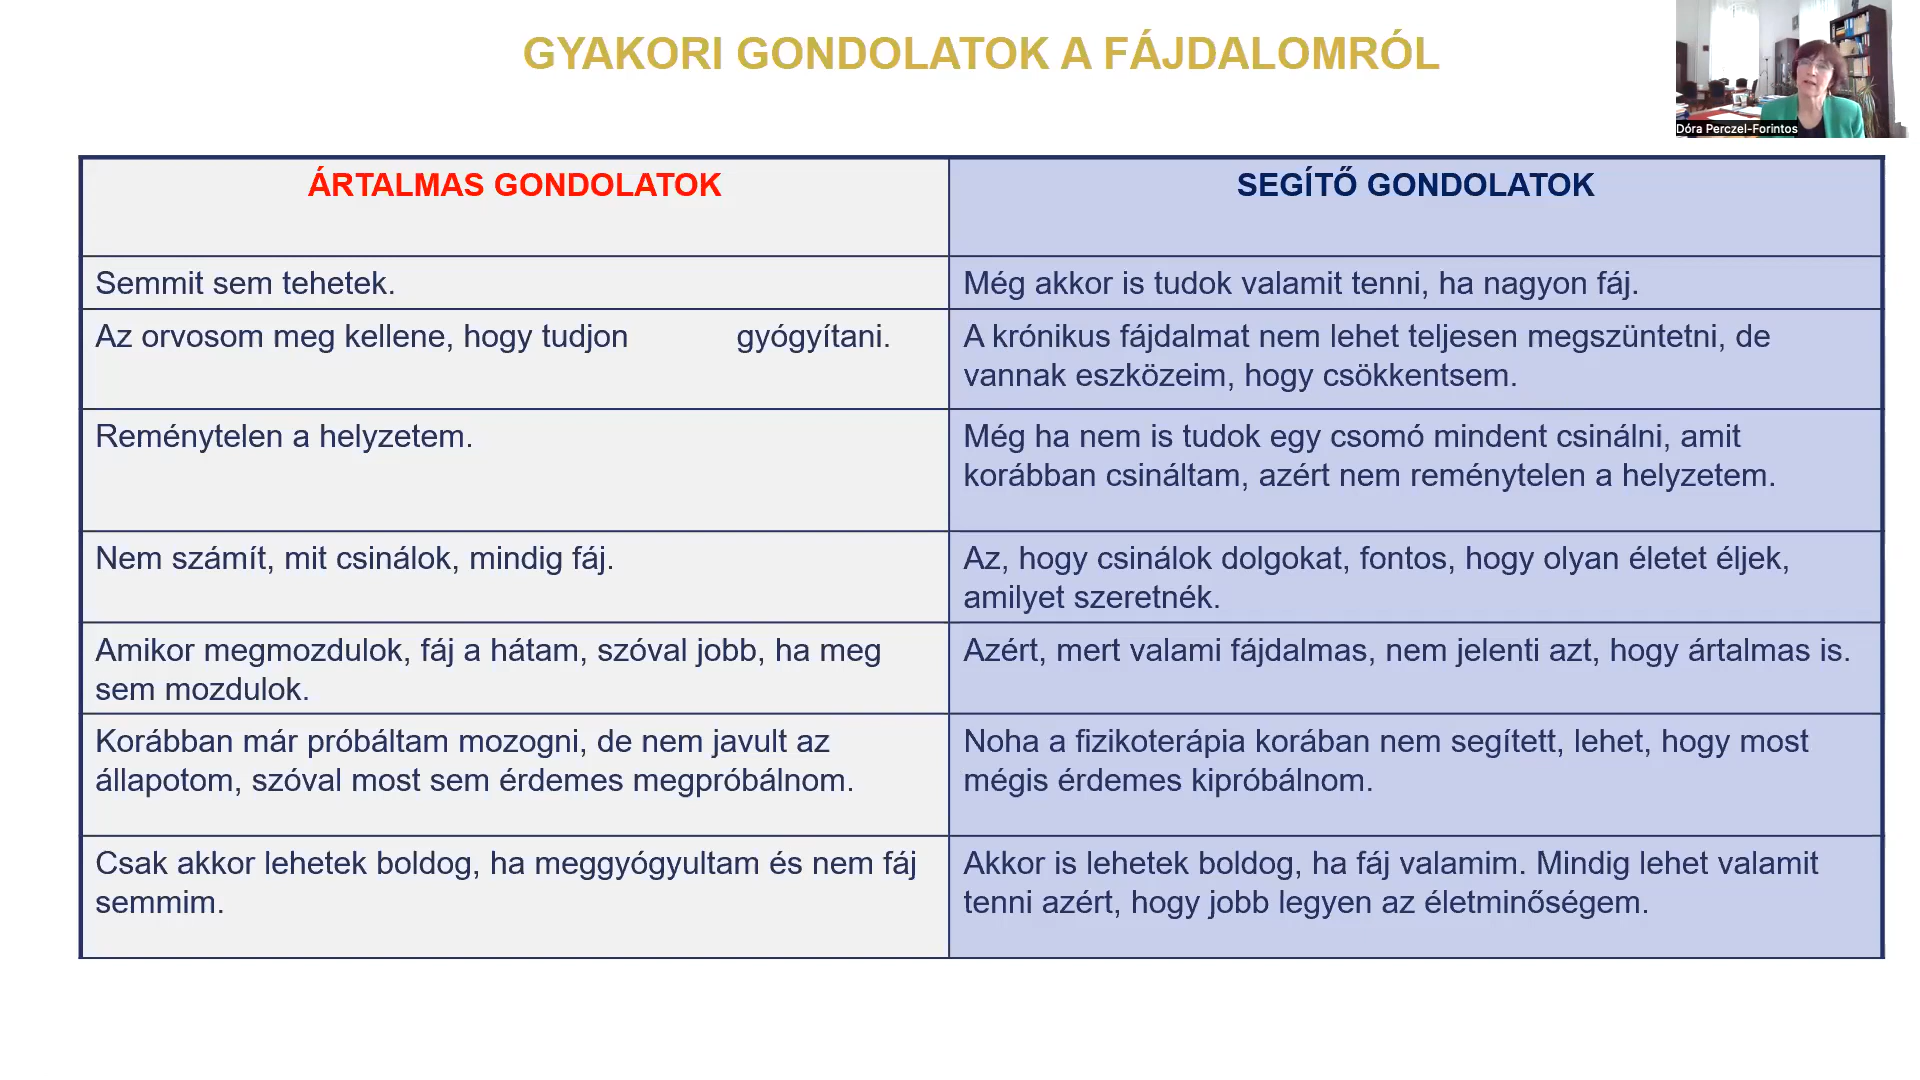 GYAKORI GONDOLATOK A FÁJDALOMRÓL
Dóra Perczel-Forintos
ÁRTALMAS GONDOLATOK
SEGÍTŐ GONDOLATOK
Semmit sem tehetek.
Még akkor is tudok valamit tenni, ha nagyon fáj.
Az orvosom meg kellene, hogy tudjon gyógyítani.
A krónikus fájdalmat nem lehet teljesen megszüntetni, de
vannak eszközeim, hogy csökkentsem.
Reménytelen a helyzetem.
Még ha nem is tudok egy csomó mindent csinálni, amit
korábban csináltam, azért nem reménytelen a helyzetem.
Nem számít, mit csinálok, mindig fáj.
Az, hogy csinálok dolgokat, fontos, hogy olyan életet éljek,
amilyet szeretnék.
Amikor megmozdulok, fáj a hátam, szóval jobb, ha meg
sem mozdulok.
Azért, mert valami fájdalmas, nem jelenti azt, hogy ártalmas is.
Korábban már próbáltam mozogni, de nem javult az
állapotom, szóval most sem érdemes megpróbálnom.
Noha a fizikoterápia korában nem segített, lehet, hogy most
mégis érdemes kipróbálnom.
Csak akkor lehetek boldog, ha meggyógyultam és nem fáj
semmim.
Akkor is lehetek boldog, ha fáj valamim. Mindig lehet valamit
tenni azért, hogy jobb legyen az életminőségem.